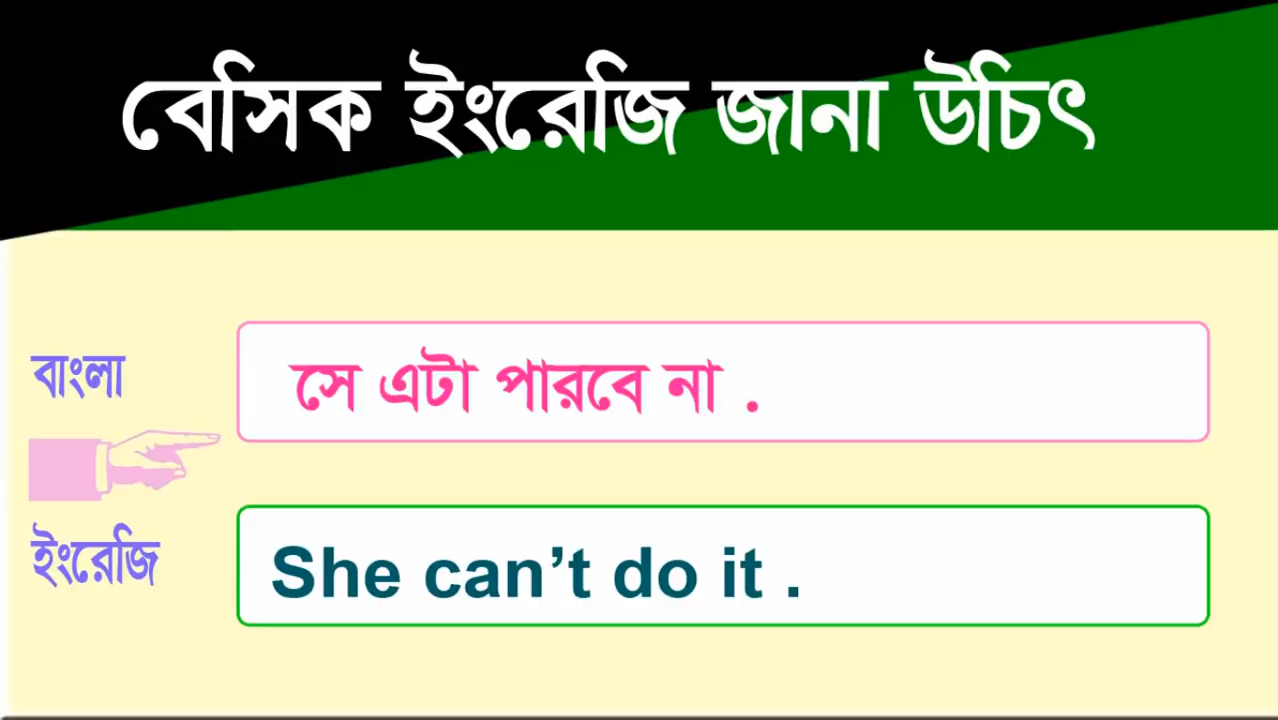 বেসিক ইংরেজি জানা উচিৎ
বাংলা
সে এটা পারবে না .
ইংরেজি
She can’t do it .